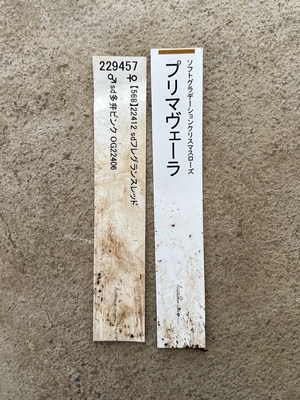 229457
♀【568】22412 sdフレグランスレッド
♂sd多弁ピンク OG22406
ソフトグラデーションクリスマスローズ
プリマヴェーラ